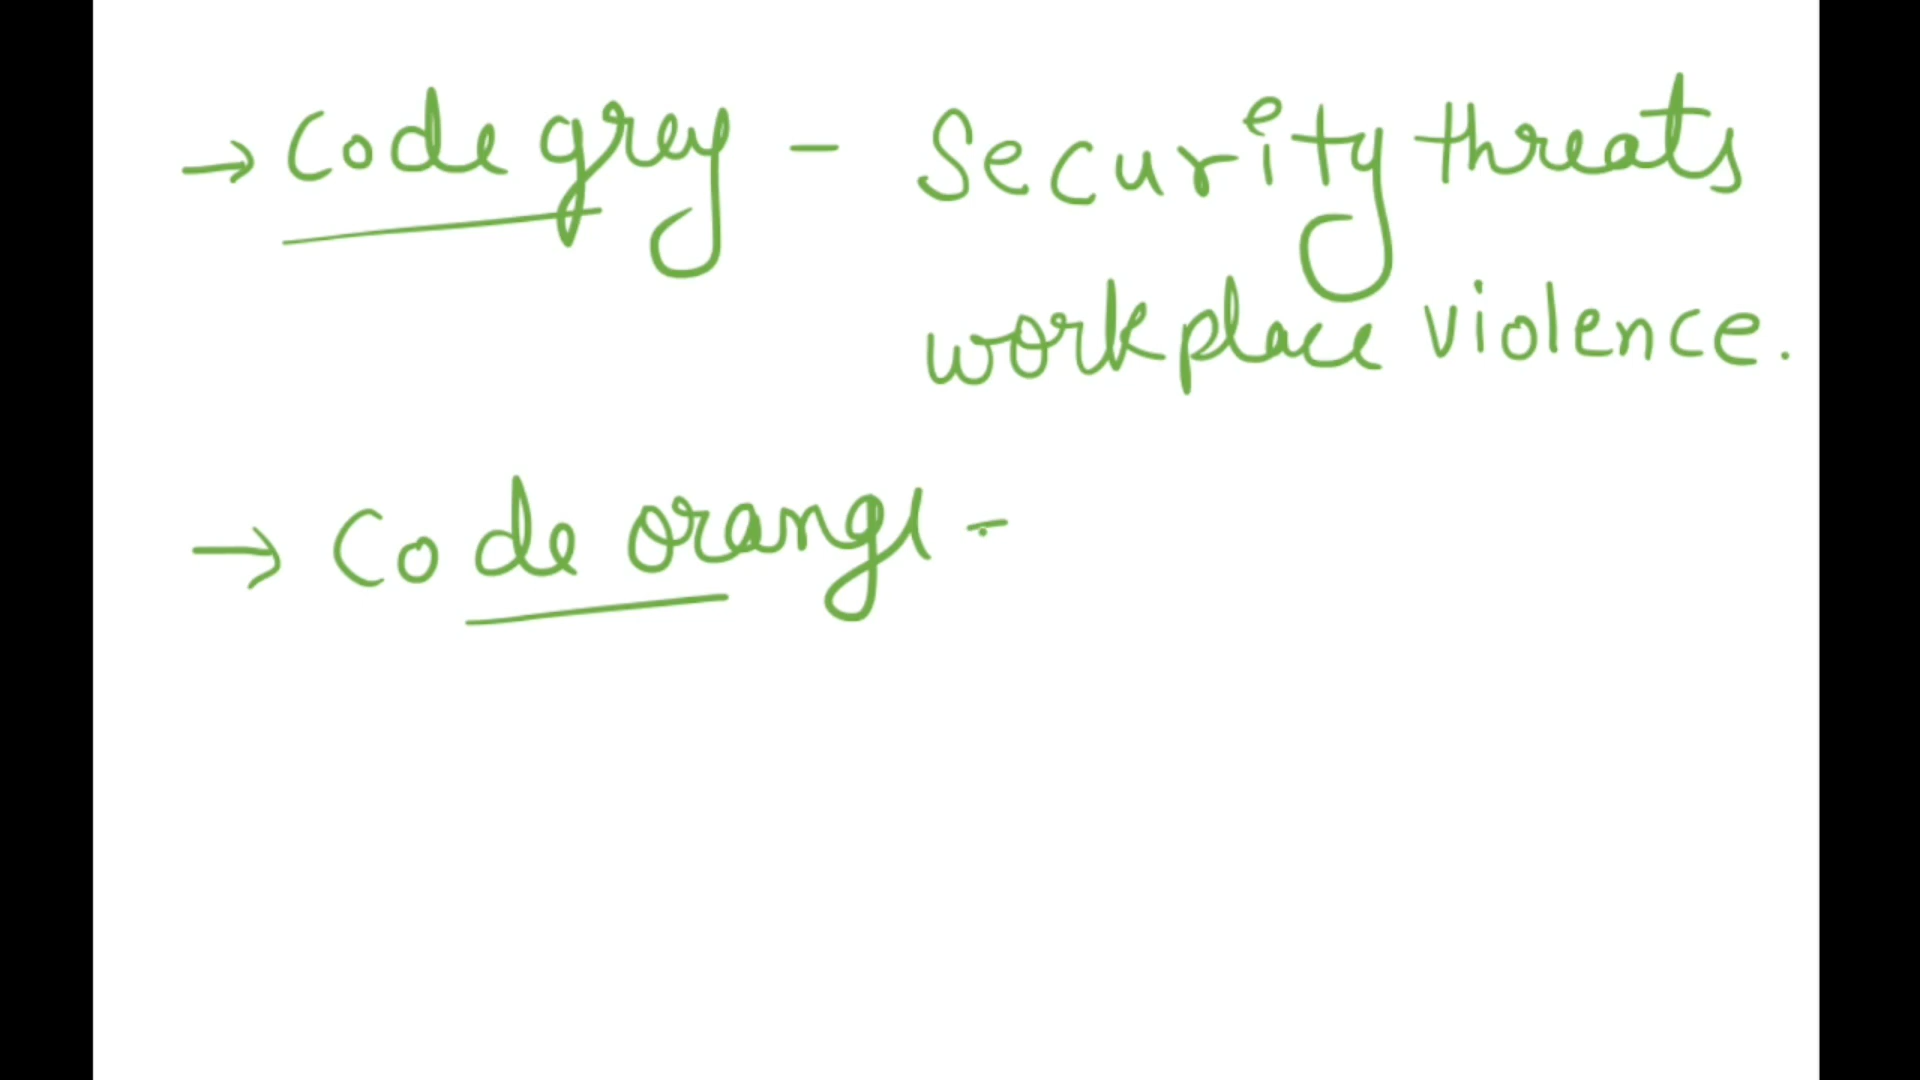 → Code grey - Security threats
workplace violence.
→ Code orange -